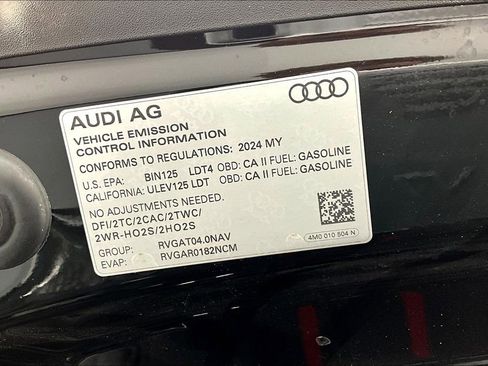 AUDI AG
VEHICLE EMISSION
CONTROL INFORMATION
CONFORMS TO REGULATIONS: 2024 MY
U.S. EPA: BIN125 LDT4 OBD: CA II FUEL: GASOLINE
CALIFORNIA: ULEV125 LDT OBD: CA II FUEL: GASOLINE
NO ADJUSTMENTS NEEDED.
DFI/2TC/2CAC/2TWC/
2WR-HO2S/2HO2S
GROUP: RVGAT04.0NAV
EVAP: RVGAR0182NCM
4M0 010 504 N